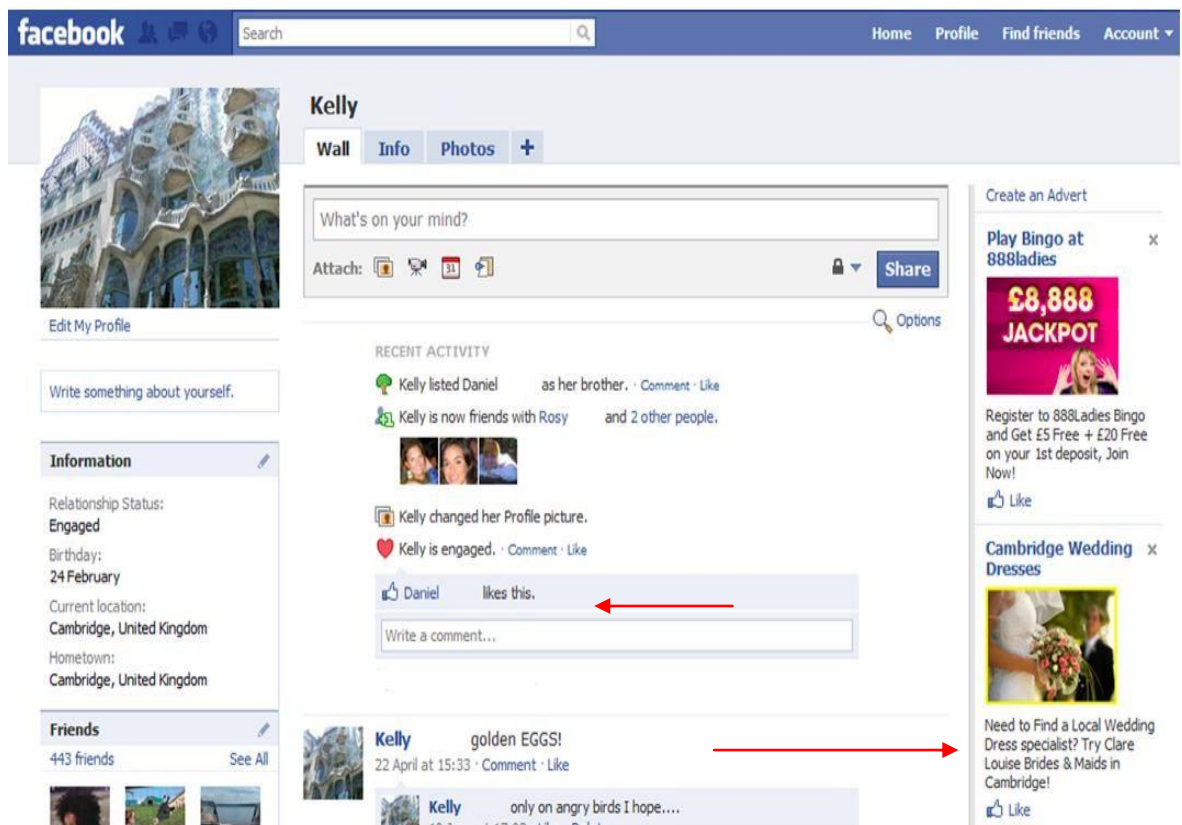 facebook
Search
Home Profile Find friends Account
Kelly
Wall Info Photos +
What's on your mind?
Attach: 31
Share
Options
Edit My Profile
Write something about yourself.
Information
Relationship Status:
Engaged
Birthday:
24 February
Current location:
Cambridge, United Kingdom
Hometown:
Cambridge, United Kingdom
Friends
443 friends See All
RECENT ACTIVITY
Kelly listed Daniel as her brother. · Comment · Like
Kelly is now friends with Rosy and 2 other people.
Kelly changed her Profile picture.
Kelly is engaged. · Comment · Like
Daniel likes this.
Write a comment...
Kelly golden EGGS!
22 April at 15:33 · Comment · Like
Kelly only on angry birds I hope....
Create an Advert
Play Bingo at
888ladies
£8,888
JACKPOT
Register to 888Ladies Bingo
and Get £5 Free + £20 Free
on your 1st deposit, Join
Now!
Like
Cambridge Wedding
Dresses
Need to Find a Local Wedding
Dress specialist? Try Clare
Louise Brides & Maids in
Cambridge!
Like